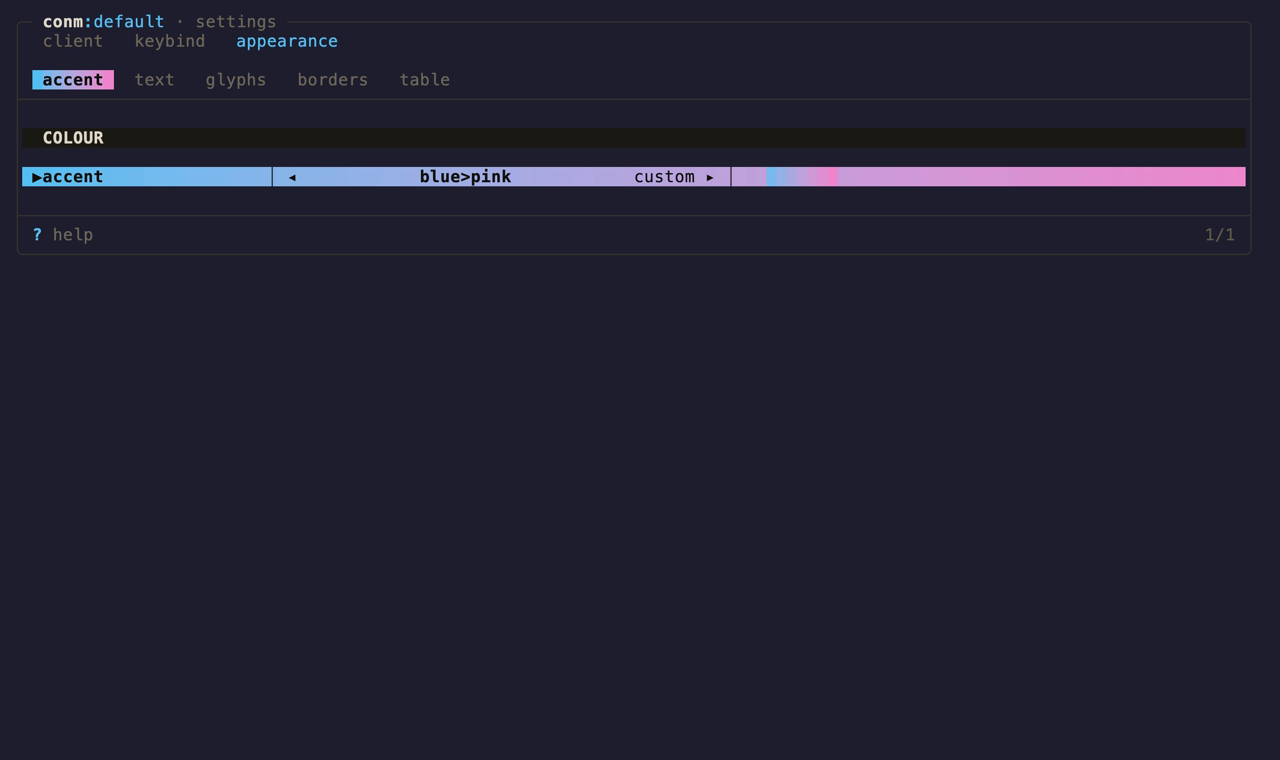 conm:default · settings
client keybind appearance
accent text glyphs borders table
COLOUR
▶accent ◂ blue>pink custom ▸
? help 1/1